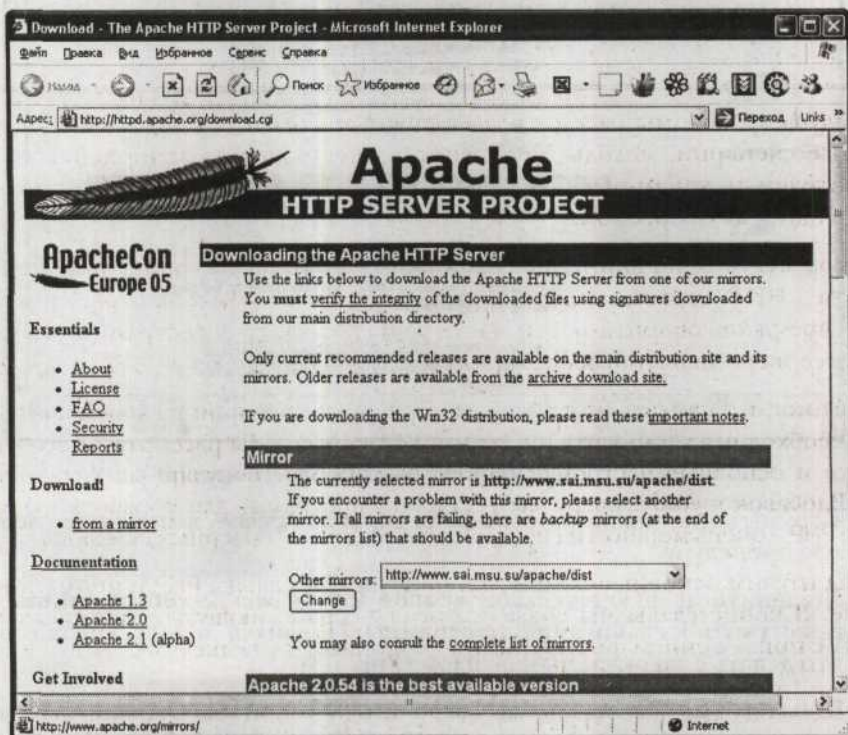 Download - The Apache HTTP Server Project - Microsoft Internet Explorer
Файл Правка Вид Избранное Сервис Справка
Назад Поиск Избранное
Адрес: http://httpd.apache.org/download.cgi Переход Links »
Apache
HTTP SERVER PROJECT
ApacheCon
Europe 05
Essentials
• About
• License
• FAQ
• Security
Reports
Download!
• from a mirror
Documentation
• Apache 1.3
• Apache 2.0
• Apache 2.1 (alpha)
Get Involved
Downloading the Apache HTTP Server
Use the links below to download the Apache HTTP Server from one of our mirrors.
You must verify the integrity of the downloaded files using signatures downloaded
from our main distribution directory.
Only current recommended releases are available on the main distribution site and its
mirrors. Older releases are available from the archive download site.
If you are downloading the Win32 distribution, please read these important notes.
Mirror
The currently selected mirror is http://www.sai.msu.su/apache/dist.
If you encounter a problem with this mirror, please select another
mirror. If all mirrors are failing, there are backup mirrors (at the end
of the mirrors list) that should be available.
Other mirrors: http://www.sai.msu.su/apache/dist
Change
You may also consult the complete list of mirrors.
Apache 2.0.54 is the best available version
http://www.apache.org/mirrors/ Internet